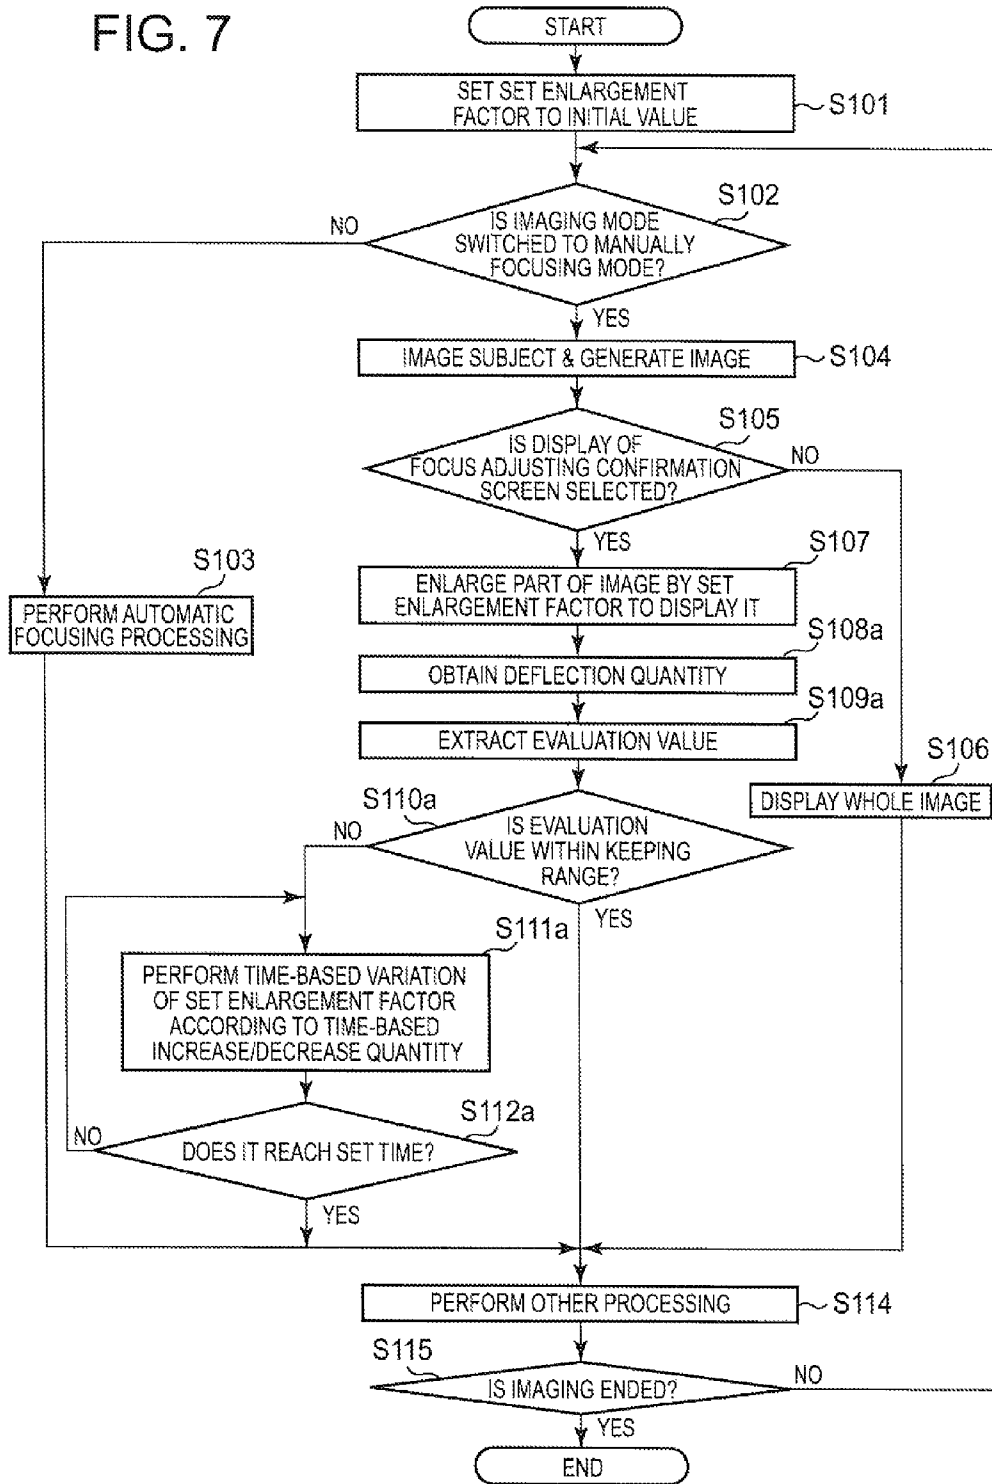 FIG. 7
START
SET SET ENLARGEMENT
FACTOR TO INITIAL VALUE
S101
S102
IS IMAGING MODE
SWITCHED TO MANUALLY
FOCUSING MODE?
NO
YES
IMAGE SUBJECT & GENERATE IMAGE
S104
S105
IS DISPLAY OF
FOCUS ADJUSTING CONFIRMATION
SCREEN SELECTED?
NO
YES
S103
PERFORM AUTOMATIC
FOCUSING PROCESSING
S107
ENLARGE PART OF IMAGE BY SET
ENLARGEMENT FACTOR TO DISPLAY IT
S108a
OBTAIN DEFLECTION QUANTITY
S109a
EXTRACT EVALUATION VALUE
S106
DISPLAY WHOLE IMAGE
S110a
NO
IS EVALUATION
VALUE WITHIN KEEPING
RANGE?
YES
S111a
PERFORM TIME-BASED VARIATION
OF SET ENLARGEMENT FACTOR
ACCORDING TO TIME-BASED
INCREASE/DECREASE QUANTITY
S112a
NO
DOES IT REACH SET TIME?
YES
PERFORM OTHER PROCESSING
S114
S115
IS IMAGING ENDED?
NO
YES
END